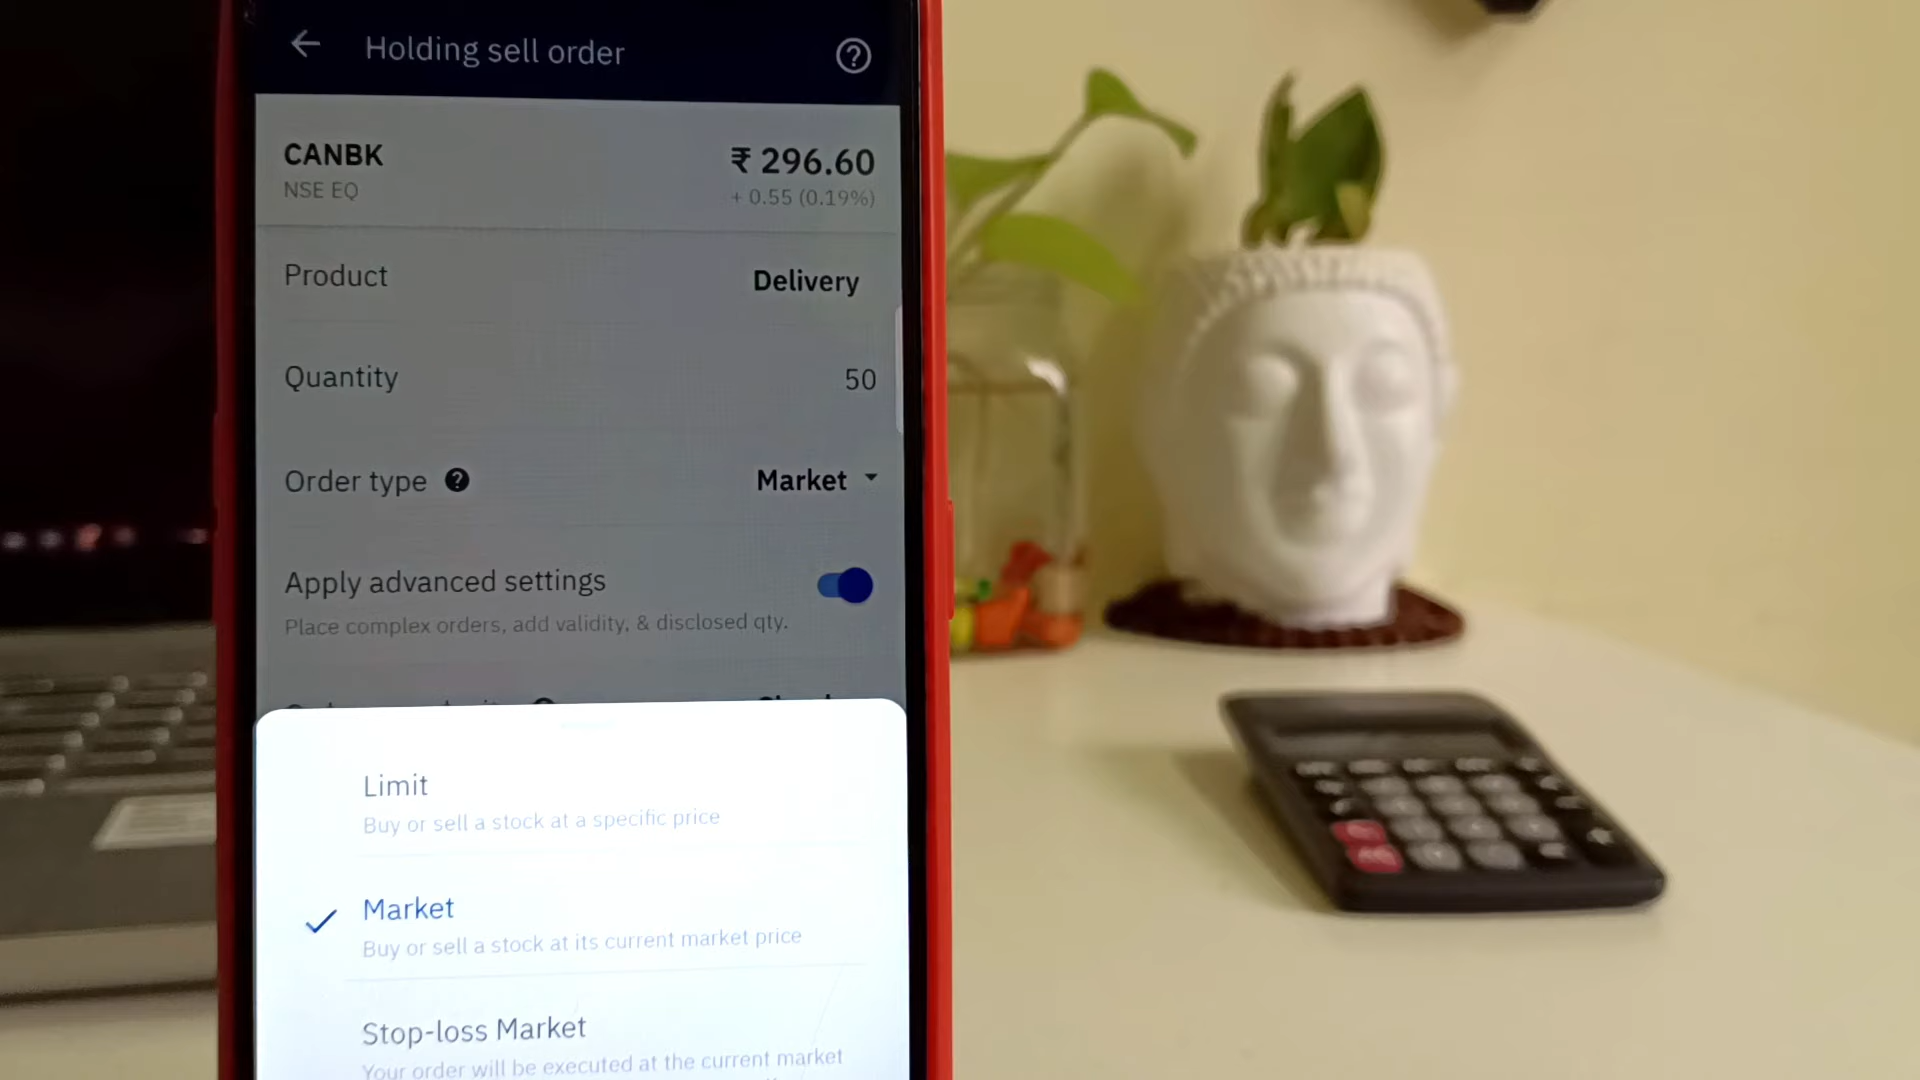 Holding sell order
CANBK
₹ 296.60
NSE EQ
+ 0.55 (0.19%)
Product
Delivery
Quantity
50
Order type
Market
Apply advanced settings
Place complex orders, add validity, & disclosed qty.
Limit
Buy or sell a stock at a specific price
Market
Buy or sell a stock at its current market price
Stop-loss Market
Your order will be executed at the current market